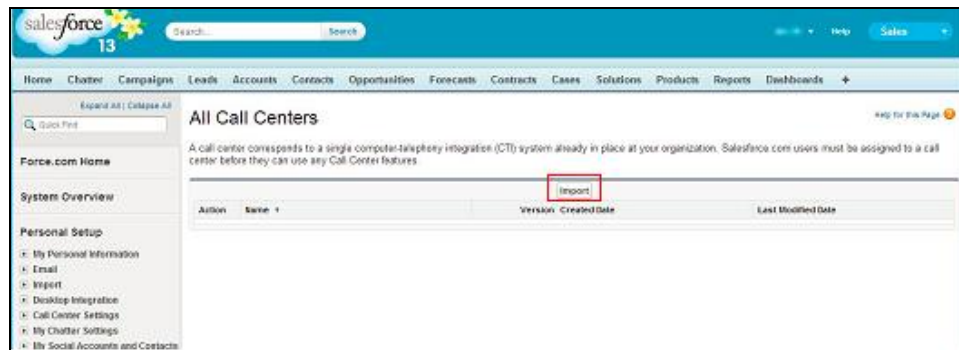 salesforce
13
Search...
Search
Help
Sales
Home Chatter Campaigns Leads Accounts Contacts Opportunities Forecasts Contracts Cases Solutions Products Reports Dashboards +
Expand All | Collapse All
Quick Find
All Call Centers
Help for this Page
A call center corresponds to a single computer-telephony integration (CTI) system already in place at your organization. Salesforce.com users must be assigned to a call
center before they can use any Call Center features.
Force.com Home
Import
System Overview
Action Name Version Created Date Last Modified Date
Personal Setup
My Personal Information
Email
Import
Desktop Integration
Call Center Settings
My Chatter Settings
My Social Accounts and Contacts